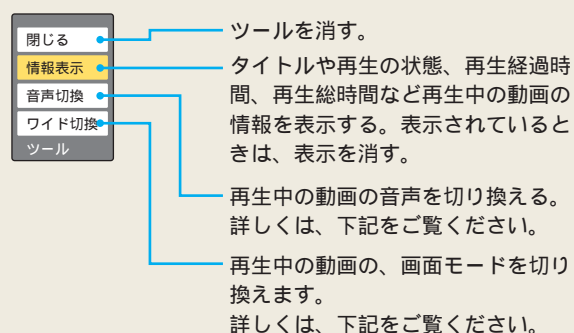 閉じる
情報表示
音声切換
ワイド切換
ツール
ツールを消す。
タイトルや再生の状態、再生経過時
間、再生総時間など再生中の動画の
情報を表示する。表示されていると
きは、表示を消す。
再生中の動画の音声を切り換える。
詳しくは、下記をご覧ください。
再生中の動画の、画面モードを切り
換えます。
詳しくは、下記をご覧ください。